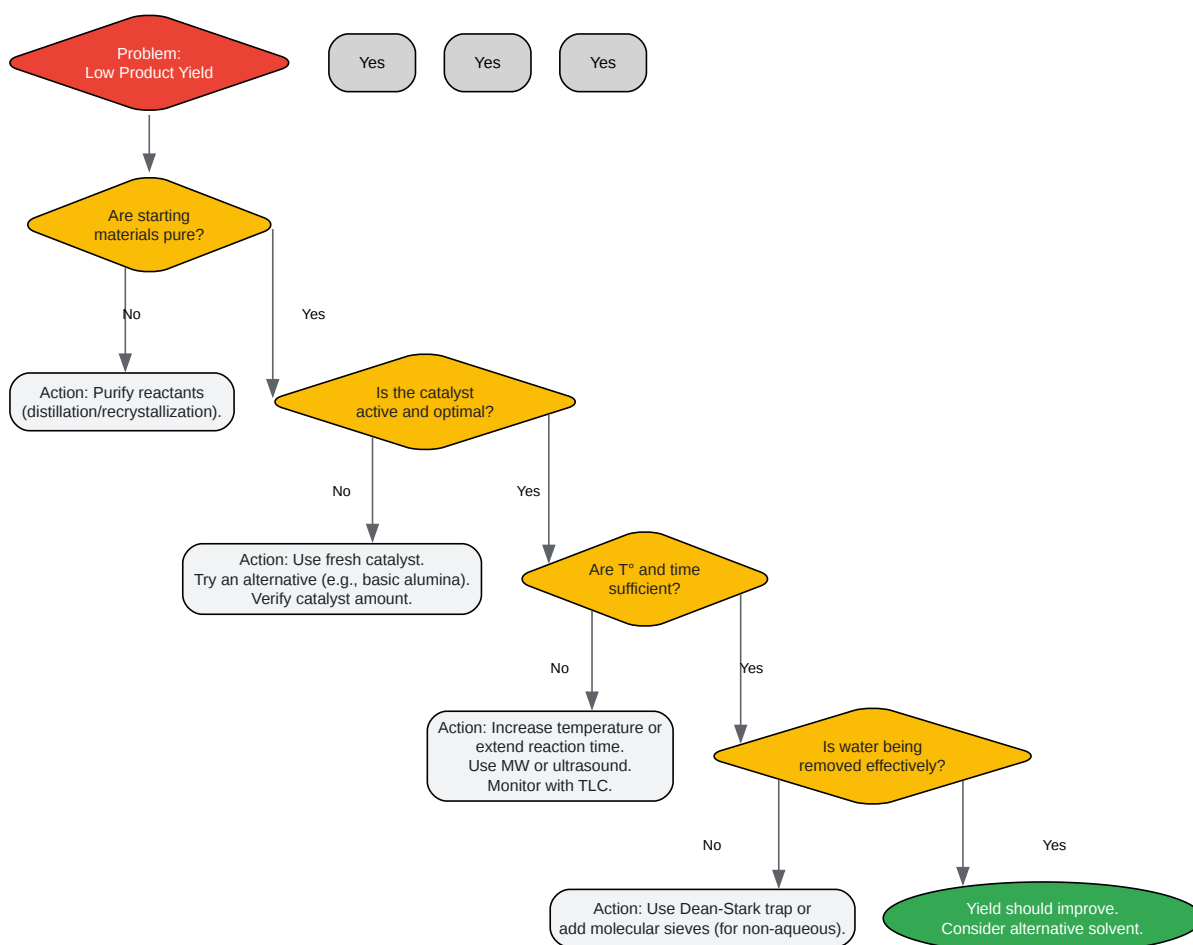 Problem:
Low Product Yield
Yes
Yes
Yes
Are starting
materials pure?
No
Yes
Action: Purify reactants
(distillation/recrystallization).
Is the catalyst
active and optimal?
No
Yes
Action: Use fresh catalyst.
Try an alternative (e.g., basic alumina).
Verify catalyst amount.
Are T° and time
sufficient?
No
Yes
Action: Increase temperature or
extend reaction time.
Use MW or ultrasound.
Monitor with TLC.
Is water being
removed effectively?
No
Yes
Action: Use Dean-Stark trap or
add molecular sieves (for non-aqueous).
Yield should improve.
Consider alternative solvent.